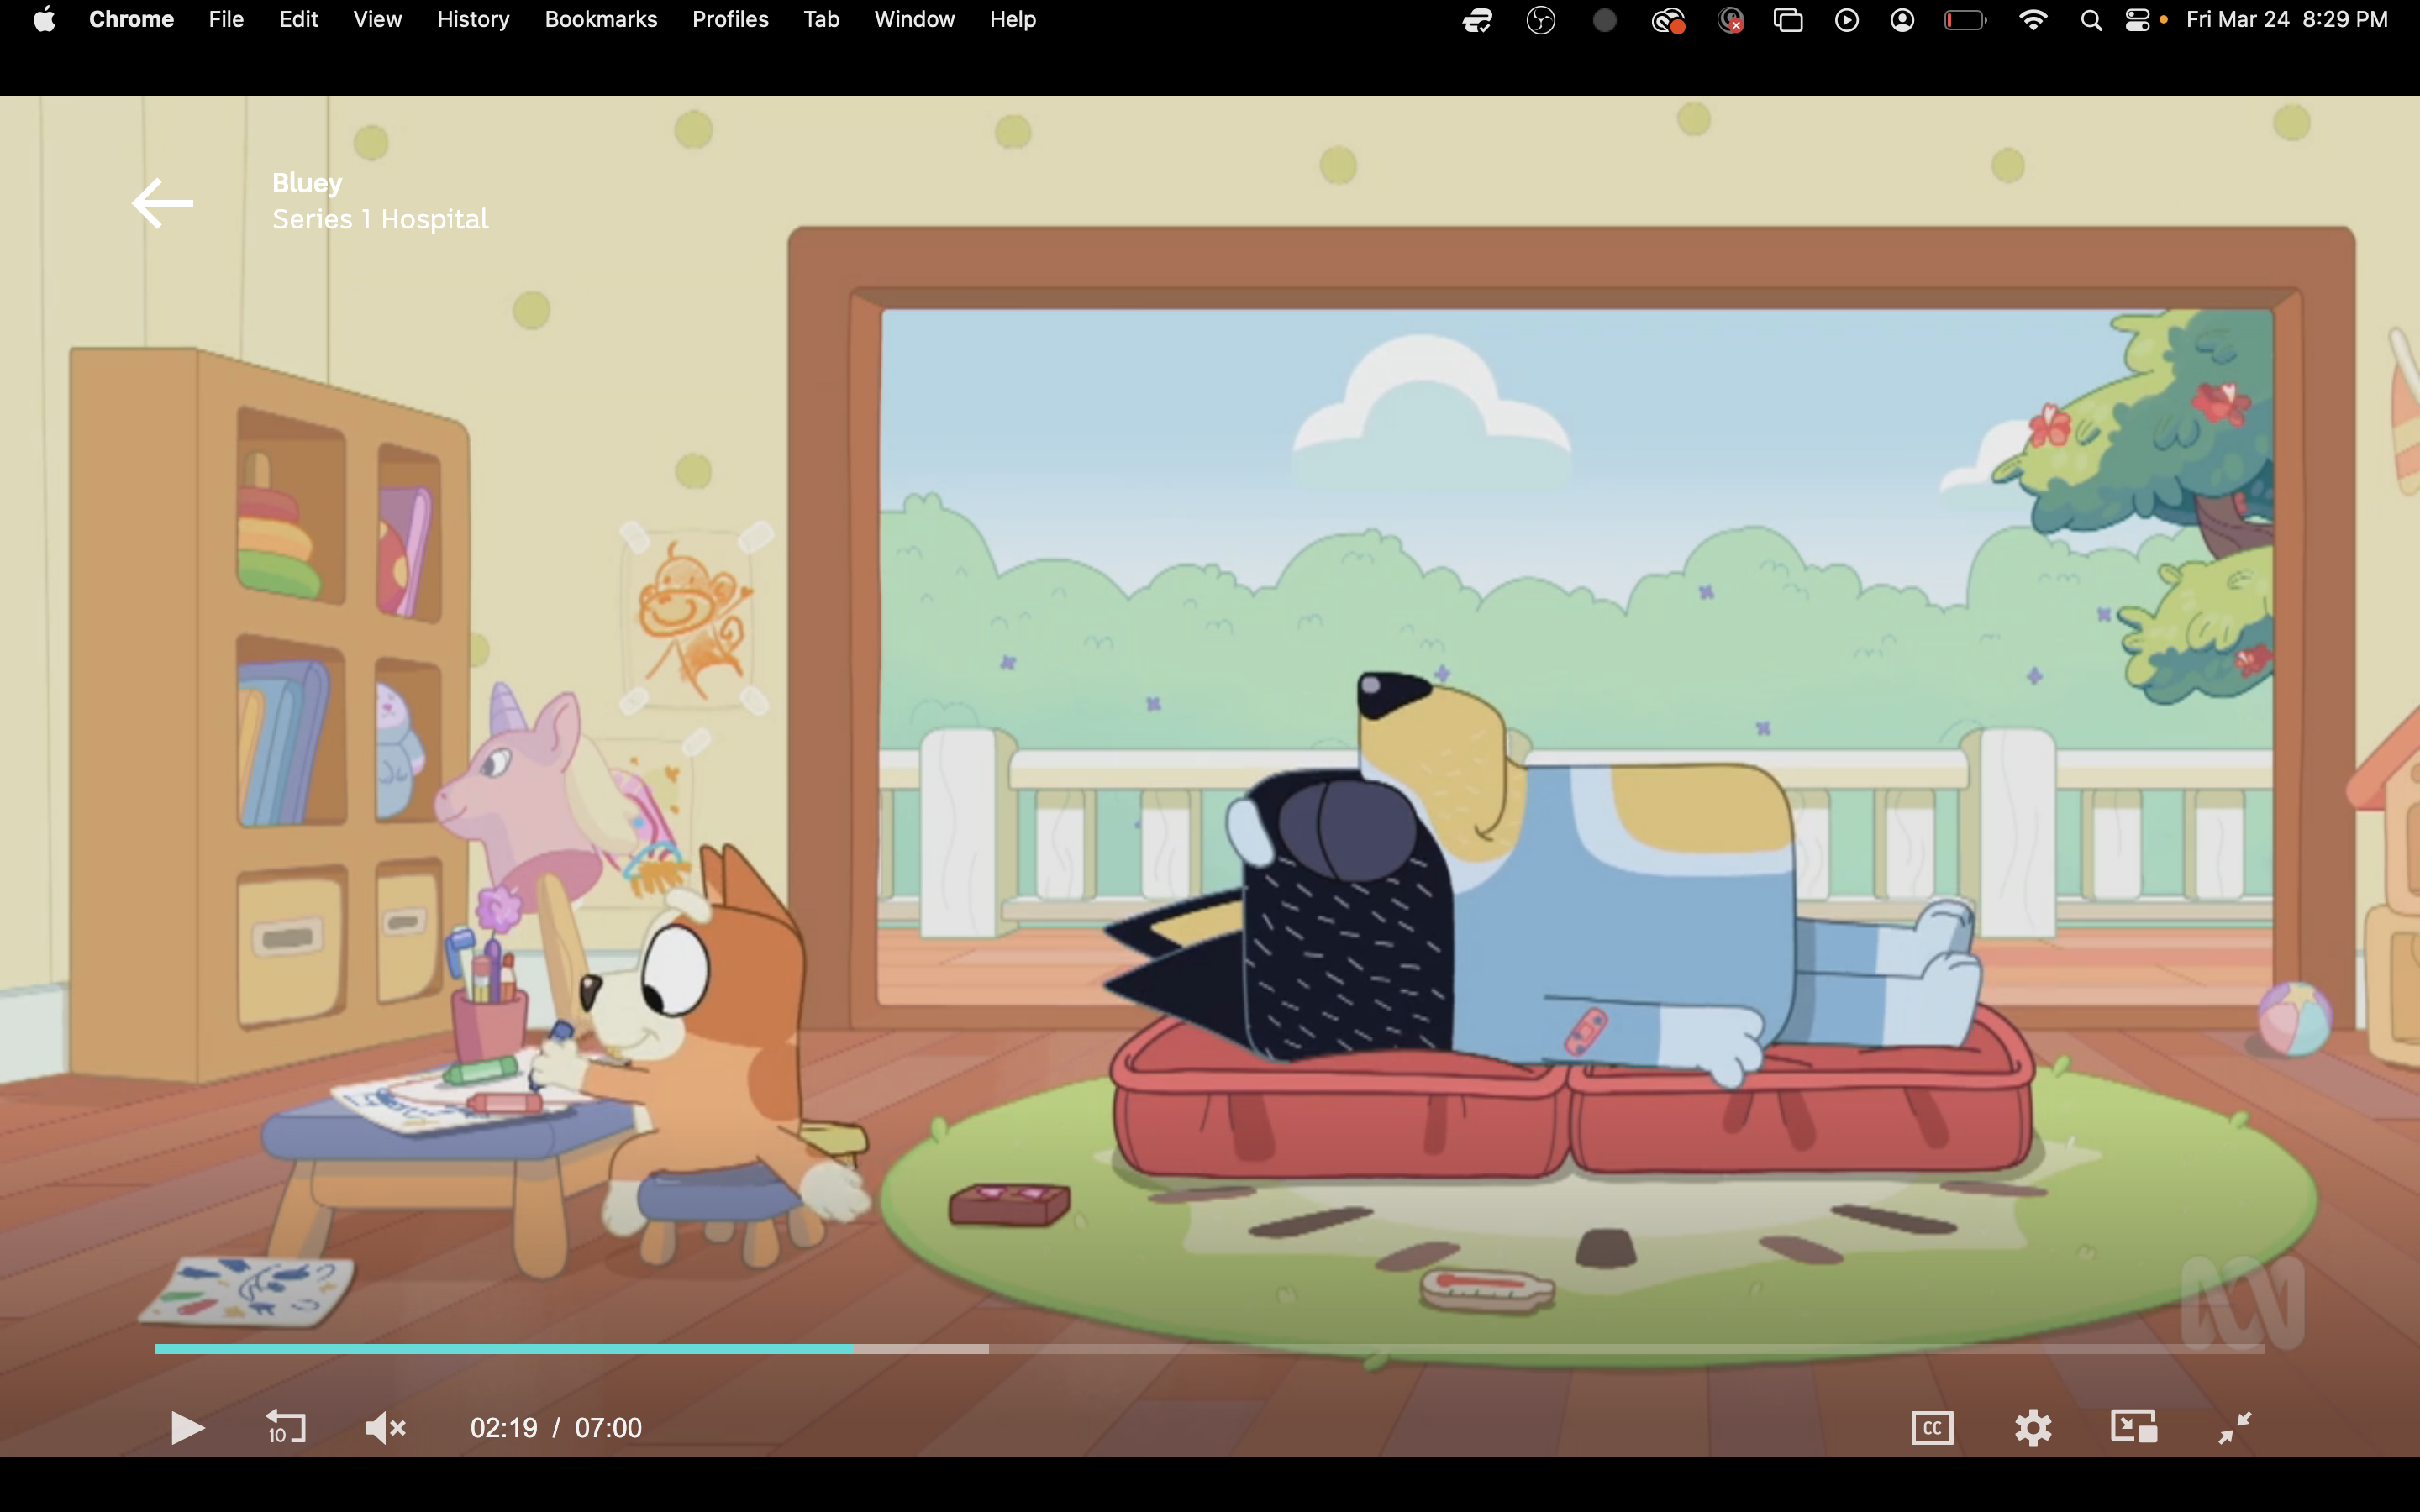 Chrome File Edit View History Bookmarks Profiles Tab Window Help Fri Mar 24 8:29 PM
Bluey
Series 1 Hospital
10 02:19 / 07:00 CC